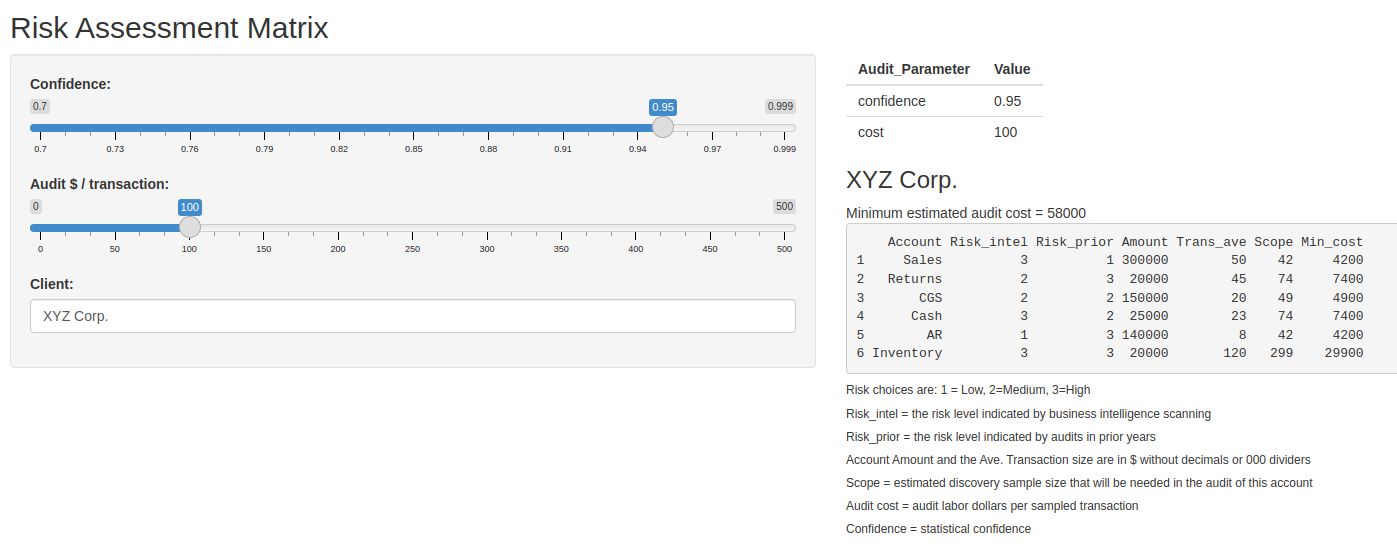 Risk Assessment Matrix
Confidence:
0.7 0.95 0.999
0.7 0.73 0.76 0.79 0.82 0.85 0.88 0.91 0.94 0.97 0.999
Audit $ / transaction:
0 100 500
0 50 100 150 200 250 300 350 400 450 500
Client:
XYZ Corp.
Audit_Parameter Value
confidence 0.95
cost 100
XYZ Corp.
Minimum estimated audit cost = 58000
Account Risk_intel Risk_prior Amount Trans_ave Scope Min_cost
1 Sales 3 1 300000 50 42 4200
2 Returns 2 3 20000 45 74 7400
3 CGS 2 2 150000 20 49 4900
4 Cash 3 2 25000 23 74 7400
5 AR 1 3 140000 8 42 4200
6 Inventory 3 3 20000 120 299 29900
Risk choices are: 1 = Low, 2=Medium, 3=High
Risk_intel = the risk level indicated by business intelligence scanning
Risk_prior = the risk level indicated by audits in prior years
Account Amount and the Ave. Transaction size are in $ without decimals or 000 dividers
Scope = estimated discovery sample size that will be needed in the audit of this account
Audit cost = audit labor dollars per sampled transaction
Confidence = statistical confidence